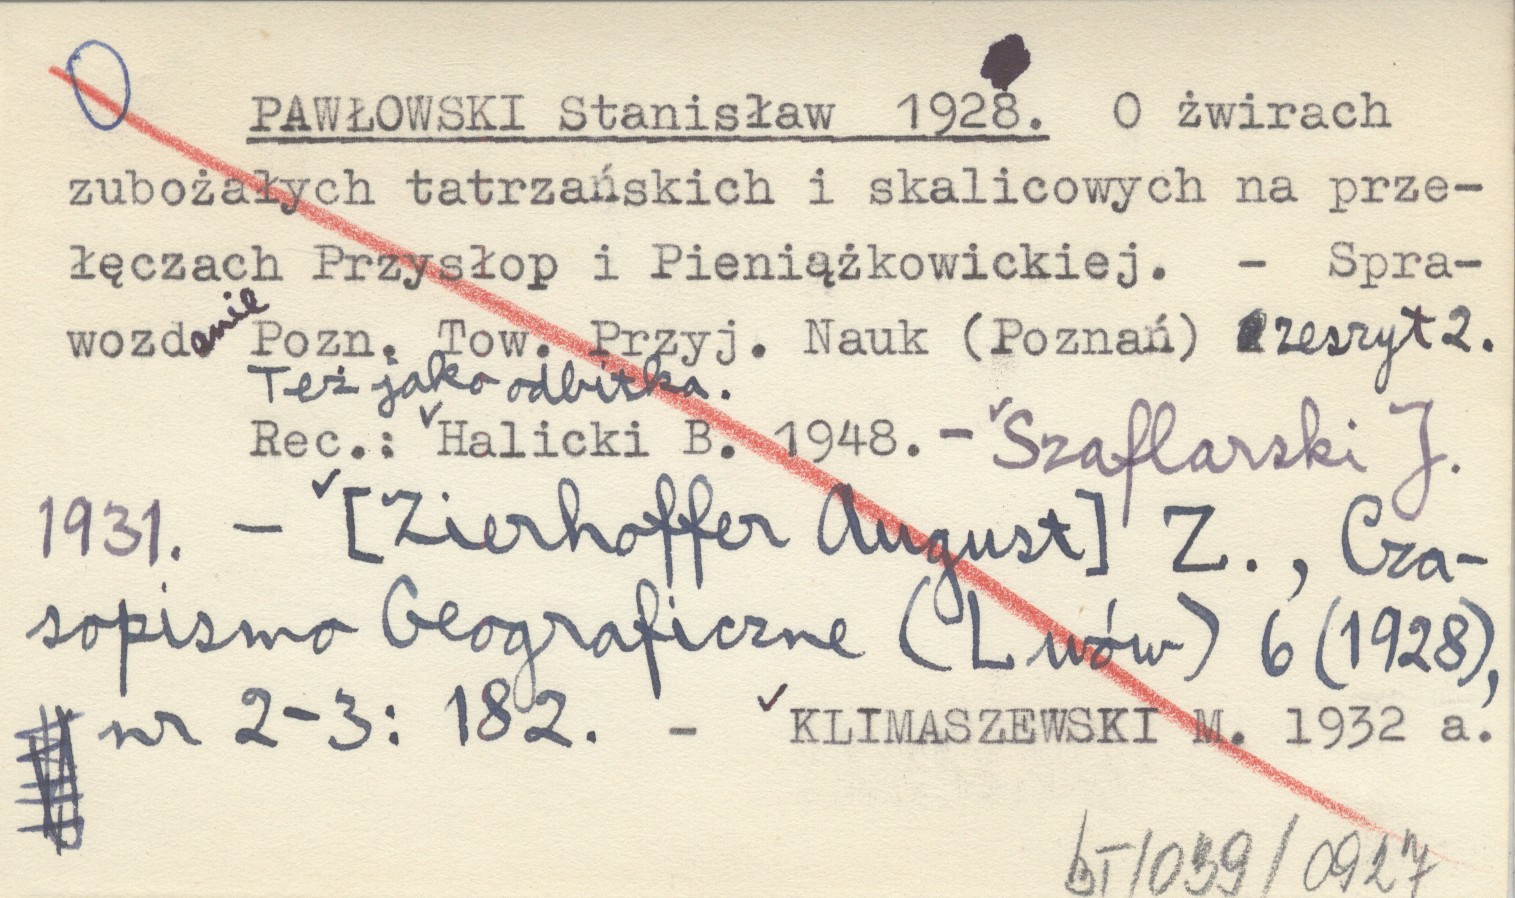 PAWŁOWSKI Stanisław 1928. O żwirach
zubożałych tatrzańskich i skalicowych na prze-
łęczach Przysłop i Pieniążkowickiej. - Spra-
wozdanie Pozn. Tow. Przyj. Nauk (Poznań) zeszyt 2.
Też jako odbitka.
Rec.: Halicki B. 1948. - Szaflarski J.
1931. - [Zierhoffer August] Z., Cza-
sopismo Geograficzne (Lwów) 6 (1928),
nr 2-3: 182. - KLIMASZEWSKI M. 1932 a.
bT/039/0927